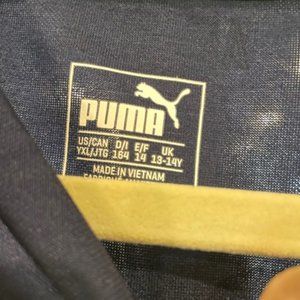 PUMA
US/CAN D/I E/F UK
YXL/JTG 164 14 13-14Y
MADE IN VIETNAM